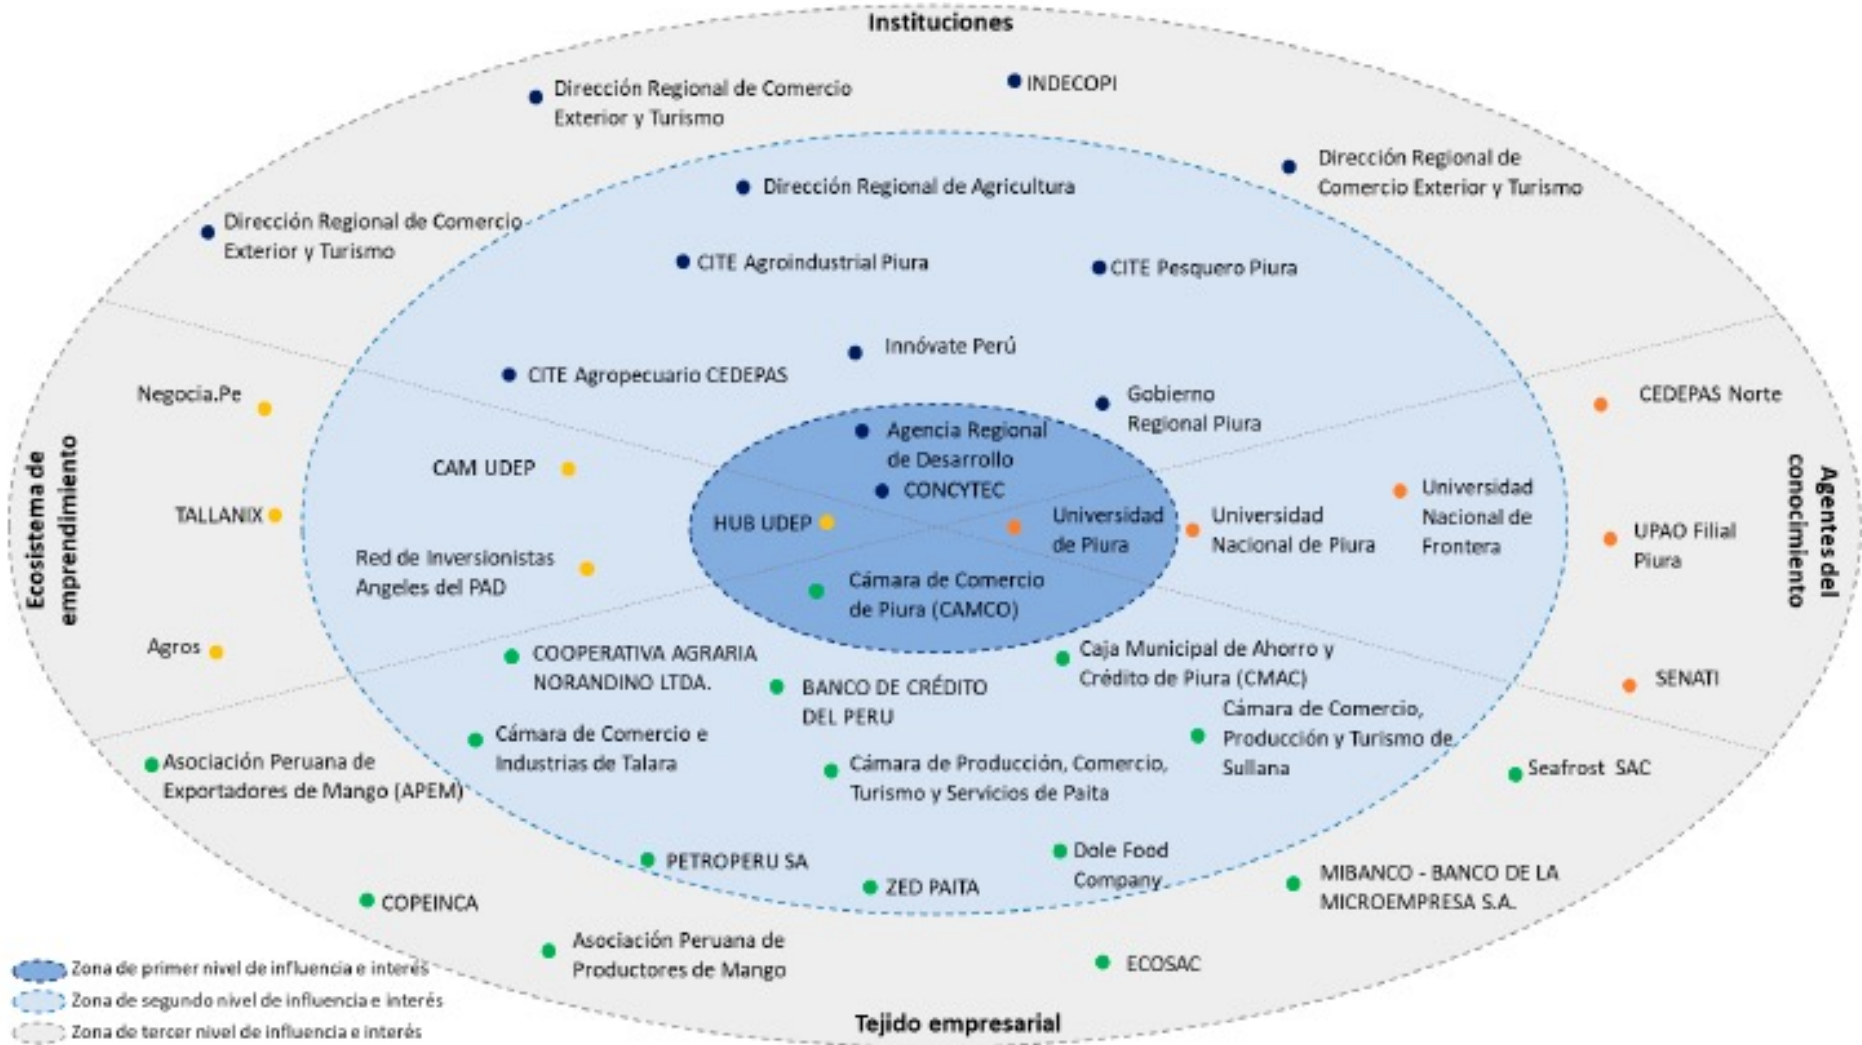 Instituciones
Dirección Regional de Comercio
Exterior y Turismo
INDECOPI
Dirección Regional de
Comercio Exterior y Turismo
Dirección Regional de Agricultura
Dirección Regional de Comercio
Exterior y Turismo
CITE Agroindustrial Piura
CITE Pesquero Piura
Innóvate Perú
CITE Agropecuario CEDEPAS
Gobierno
Regional Piura
Negocia.Pe
CEDEPAS Norte
Agencia Regional
de Desarrollo
CONCYTEC
CAM UDEP
HUB UDEP
Universidad
de Piura
Universidad
Nacional de Piura
Universidad
Nacional de
Frontera
TALLANIX
UPAO Filial
Piura
Ecosistema de
emprendimiento
Agentes del
conocimiento
Red de Inversionistas
Angeles del PAD
Cámara de Comercio
de Piura (CAMCO)
Agros
SENATI
COOPERATIVA AGRARIA
NORANDINO LTDA.
BANCO DE CRÉDITO
DEL PERU
Caja Municipal de Ahorro y
Crédito de Piura (CMAC)
Cámara de Comercio,
Producción y Turismo de
Sullana
Cámara de Comercio e
Industrias de Talara
Cámara de Producción, Comercio,
Turismo y Servicios de Paita
Asociación Peruana de
Exportadores de Mango (APEM)
Seafrost SAC
PETROPERU SA
ZED PAITA
Dole Food
Company
MIBANCO - BANCO DE LA
MICROEMPRESA S.A.
COPEINCA
Asociación Peruana de
Productores de Mango
ECOSAC
Tejido empresarial
Zona de primer nivel de influencia e interés
Zona de segundo nivel de influencia e interés
Zona de tercer nivel de influencia e interés